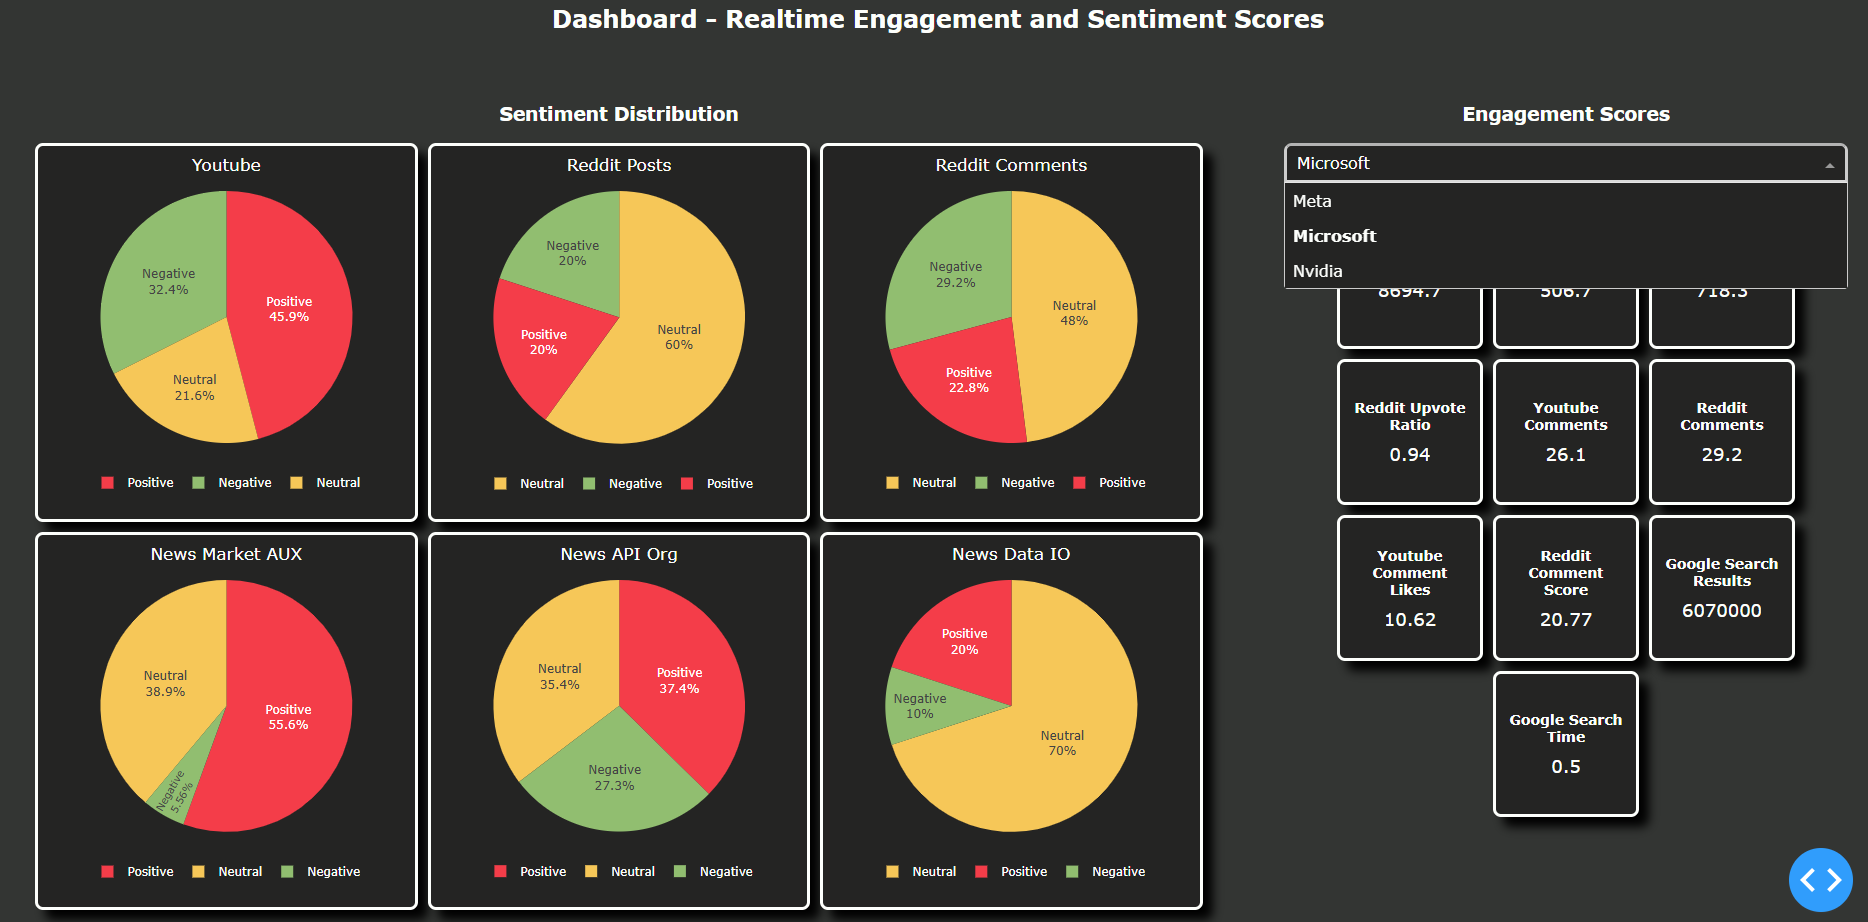 Dashboard - Realtime Engagement and Sentiment Scores
Sentiment Distribution
Engagement Scores
Youtube
Negative
32.4%
Positive
45.9%
Neutral
21.6%
Positive Negative Neutral
Reddit Posts
Negative
20%
Positive
20%
Neutral
60%
Neutral Negative Positive
Reddit Comments
Negative
29.2%
Neutral
48%
Positive
22.8%
Neutral Negative Positive
News Market AUX
Neutral
38.9%
Positive
55.6%
Negative
5.56%
Positive Neutral Negative
News API Org
Neutral
35.4%
Positive
37.4%
Negative
27.3%
Positive Neutral Negative
News Data IO
Positive
20%
Negative
10%
Neutral
70%
Neutral Positive Negative
Microsoft
Meta
Microsoft
Nvidia
8694.7
506.7
718.3
Reddit Upvote
Ratio
0.94
Youtube
Comments
26.1
Reddit
Comments
29.2
Youtube
Comment
Likes
10.62
Reddit
Comment
Score
20.77
Google Search
Results
6070000
Google Search
Time
0.5